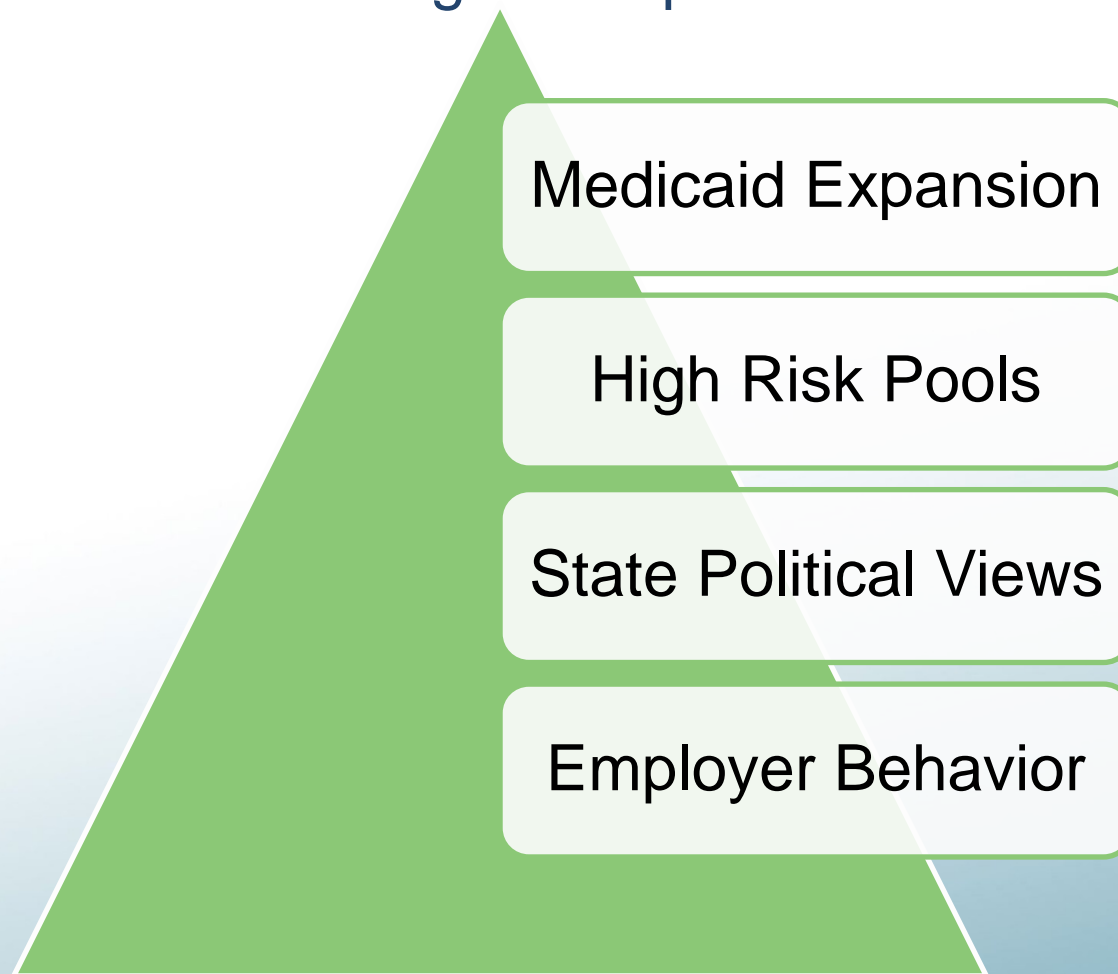 Medicaid Expansion
High Risk Pools
State Political Views
Employer Behavior